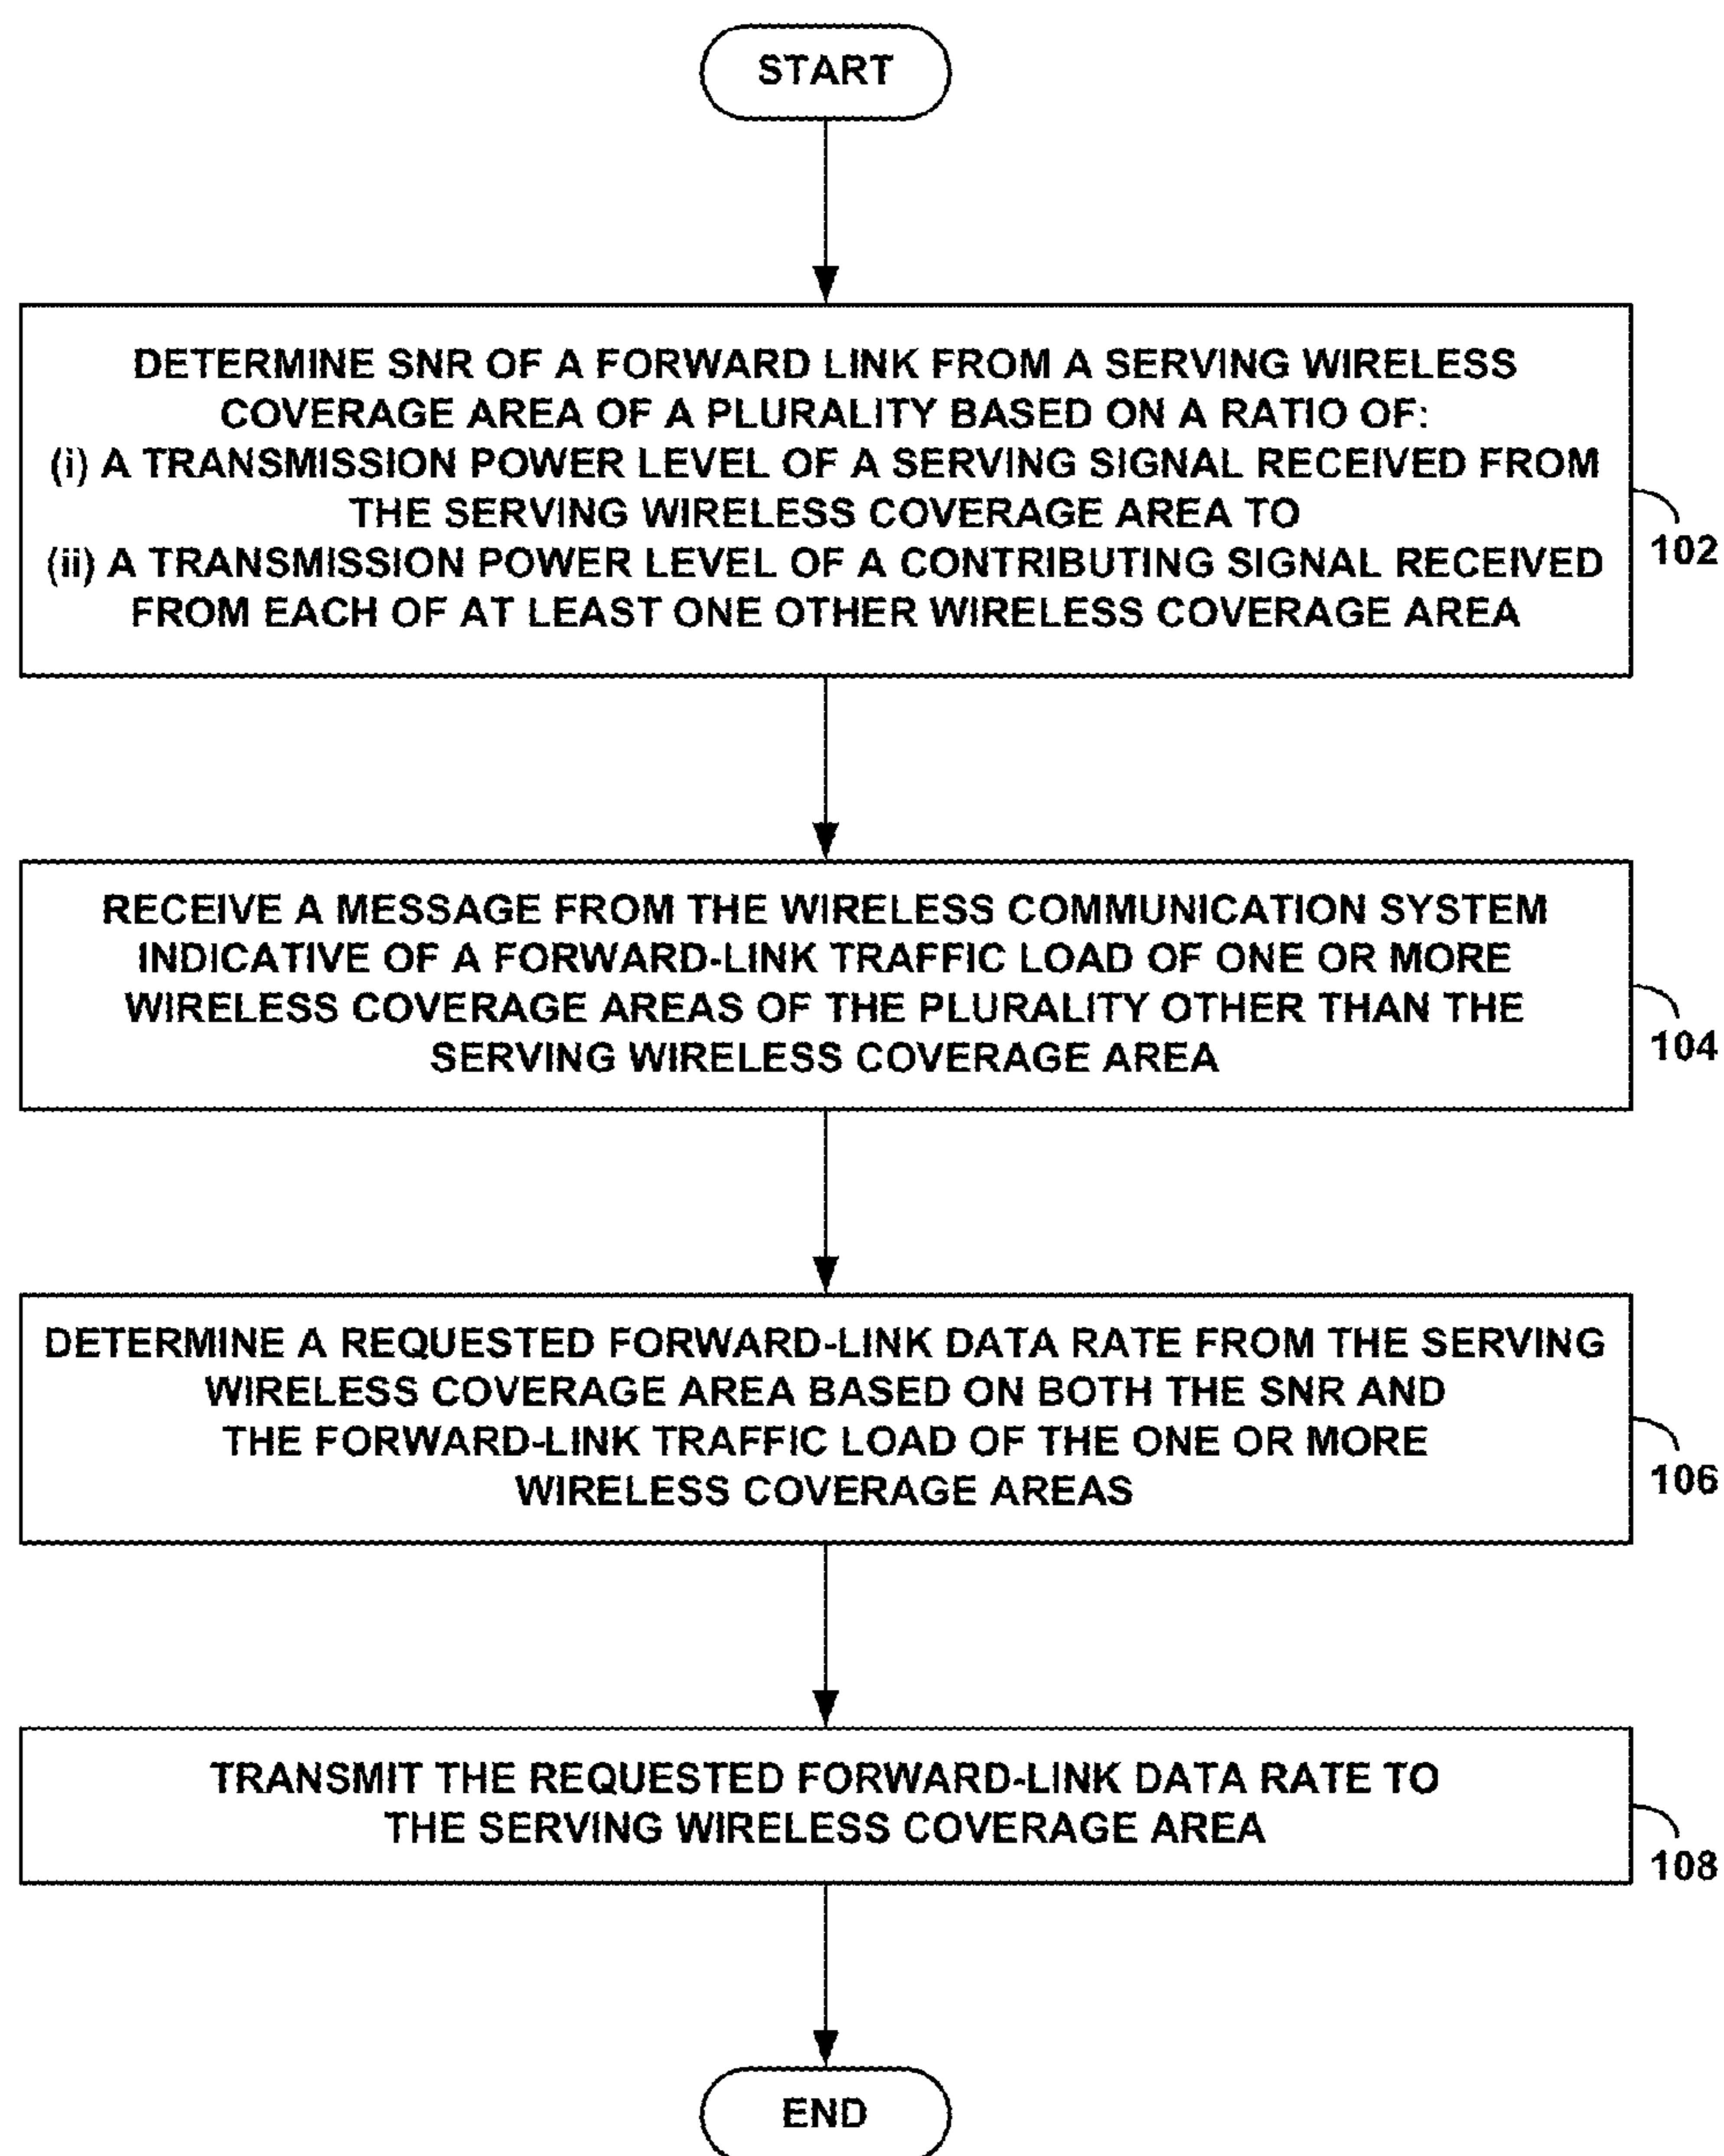 START
DETERMINE SNR OF A FORWARD LINK FROM A SERVING WIRELESS
COVERAGE AREA OF A PLURALITY BASED ON A RATIO OF:
(i) A TRANSMISSION POWER LEVEL OF A SERVING SIGNAL RECEIVED FROM
THE SERVING WIRELESS COVERAGE AREA TO
(ii) A TRANSMISSION POWER LEVEL OF A CONTRIBUTING SIGNAL RECEIVED
FROM EACH OF AT LEAST ONE OTHER WIRELESS COVERAGE AREA
102
RECEIVE A MESSAGE FROM THE WIRELESS COMMUNICATION SYSTEM
INDICATIVE OF A FORWARD-LINK TRAFFIC LOAD OF ONE OR MORE
WIRELESS COVERAGE AREAS OF THE PLURALITY OTHER THAN THE
SERVING WIRELESS COVERAGE AREA
104
DETERMINE A REQUESTED FORWARD-LINK DATA RATE FROM THE SERVING
WIRELESS COVERAGE AREA BASED ON BOTH THE SNR AND
THE FORWARD-LINK TRAFFIC LOAD OF THE ONE OR MORE
WIRELESS COVERAGE AREAS
106
TRANSMIT THE REQUESTED FORWARD-LINK DATA RATE TO
THE SERVING WIRELESS COVERAGE AREA
108
END